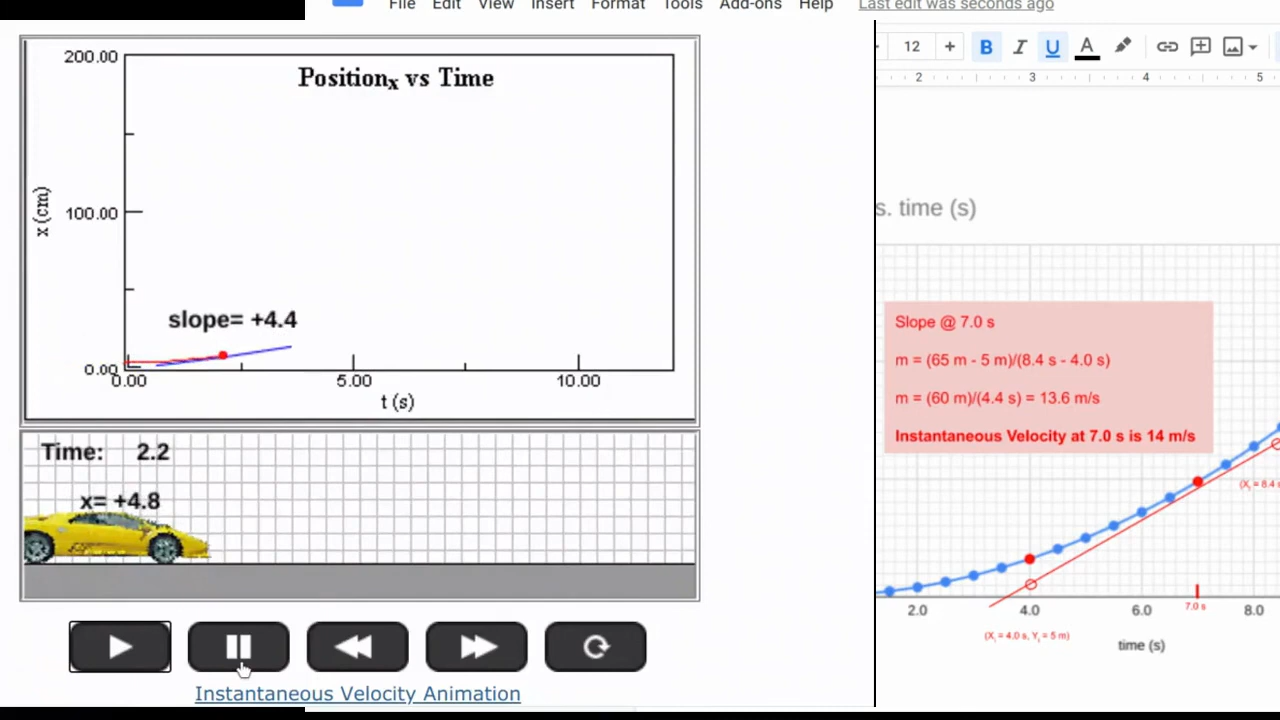 File Edit View Insert Format Tools Add-ons Help Last edit was seconds ago
12 + B I U A
2 3 4 5
200.00
Positionx vs Time
x (cm)
100.00
slope= +4.4
0.00
0.00 5.00 10.00
t (s)
Time: 2.2
x= +4.8
Instantaneous Velocity Animation
s. time (s)
Slope @ 7.0 s
m = (65 m - 5 m)/(8.4 s - 4.0 s)
m = (60 m)/(4.4 s) = 13.6 m/s
Instantaneous Velocity at 7.0 s is 14 m/s
(X = 8.4 s
2.0 4.0 6.0 7.0 s 8.0
(X = 4.0 s, Y = 5 m)
time (s)